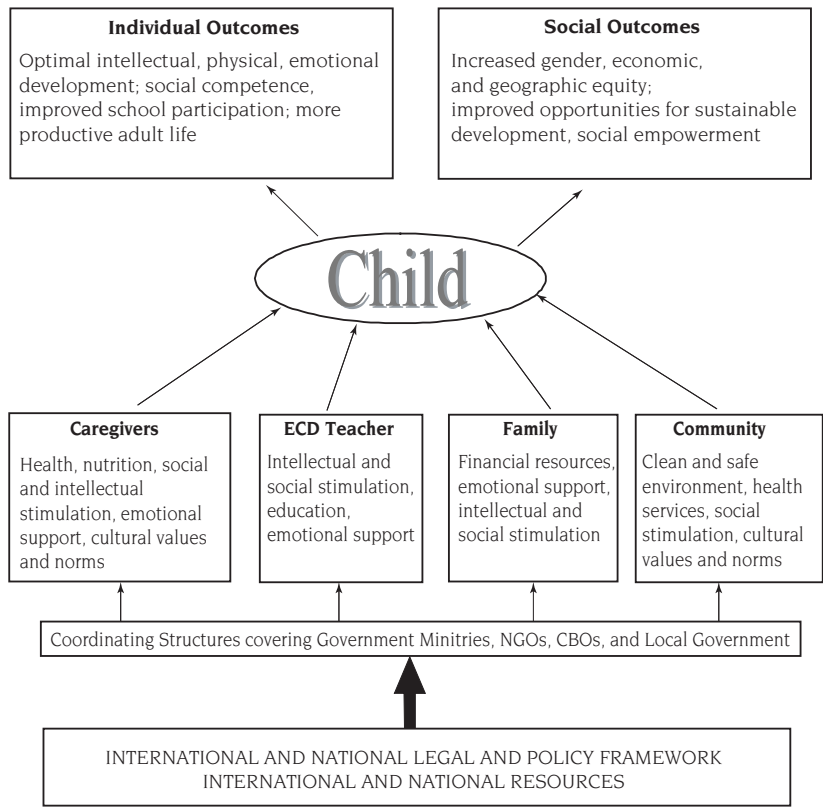 Individual Outcomes
Optimal intellectual, physical, emotional
development; social competence,
improved school participation; more
productive adult life
Social Outcomes
Increased gender, economic,
and geographic equity;
improved opportunities for sustainable
development, social empowerment
Child
Caregivers
Health, nutrition, social
and intellectual
stimulation, emotional
support, cultural values
and norms
ECD Teacher
Intellectual and
social stimulation,
education,
emotional support
Family
Financial resources,
emotional support,
intellectual and
social stimulation
Community
Clean and safe
environment, health
services, social
stimulation, cultural
values and norms
Coordinating Structures covering Government Minitries, NGOs, CBOs, and Local Government
INTERNATIONAL AND NATIONAL LEGAL AND POLICY FRAMEWORK
INTERNATIONAL AND NATIONAL RESOURCES